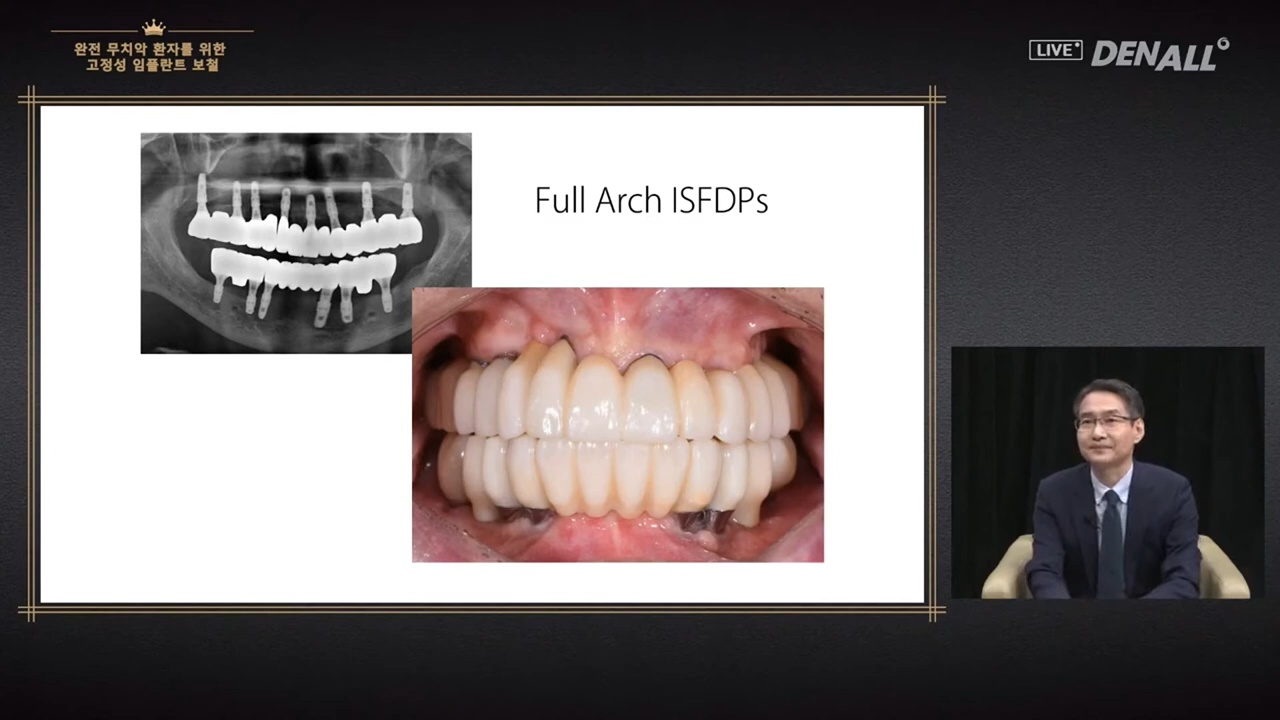 완전 무치악 환자를 위한
고정성 임플란트 보철
LIVE
DENALL
Full Arch ISFDPs